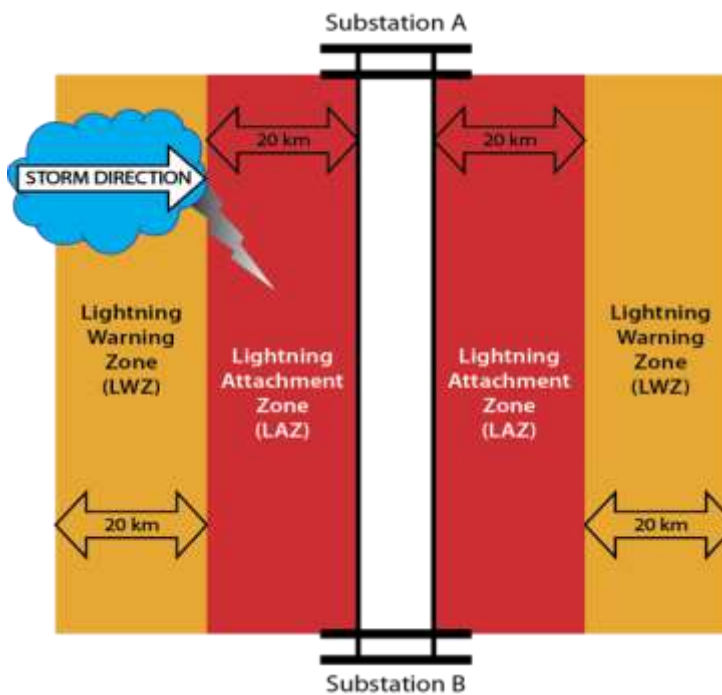 Substation A
20 km
20 km
STORM DIRECTION
Lightning
Warning
Zone
(LWZ)
Lightning
Attachment
Zone
(LAZ)
Lightning
Attachment
Zone
(LAZ)
Lightning
Warning
Zone
(LWZ)
20 km
20 km
Substation B